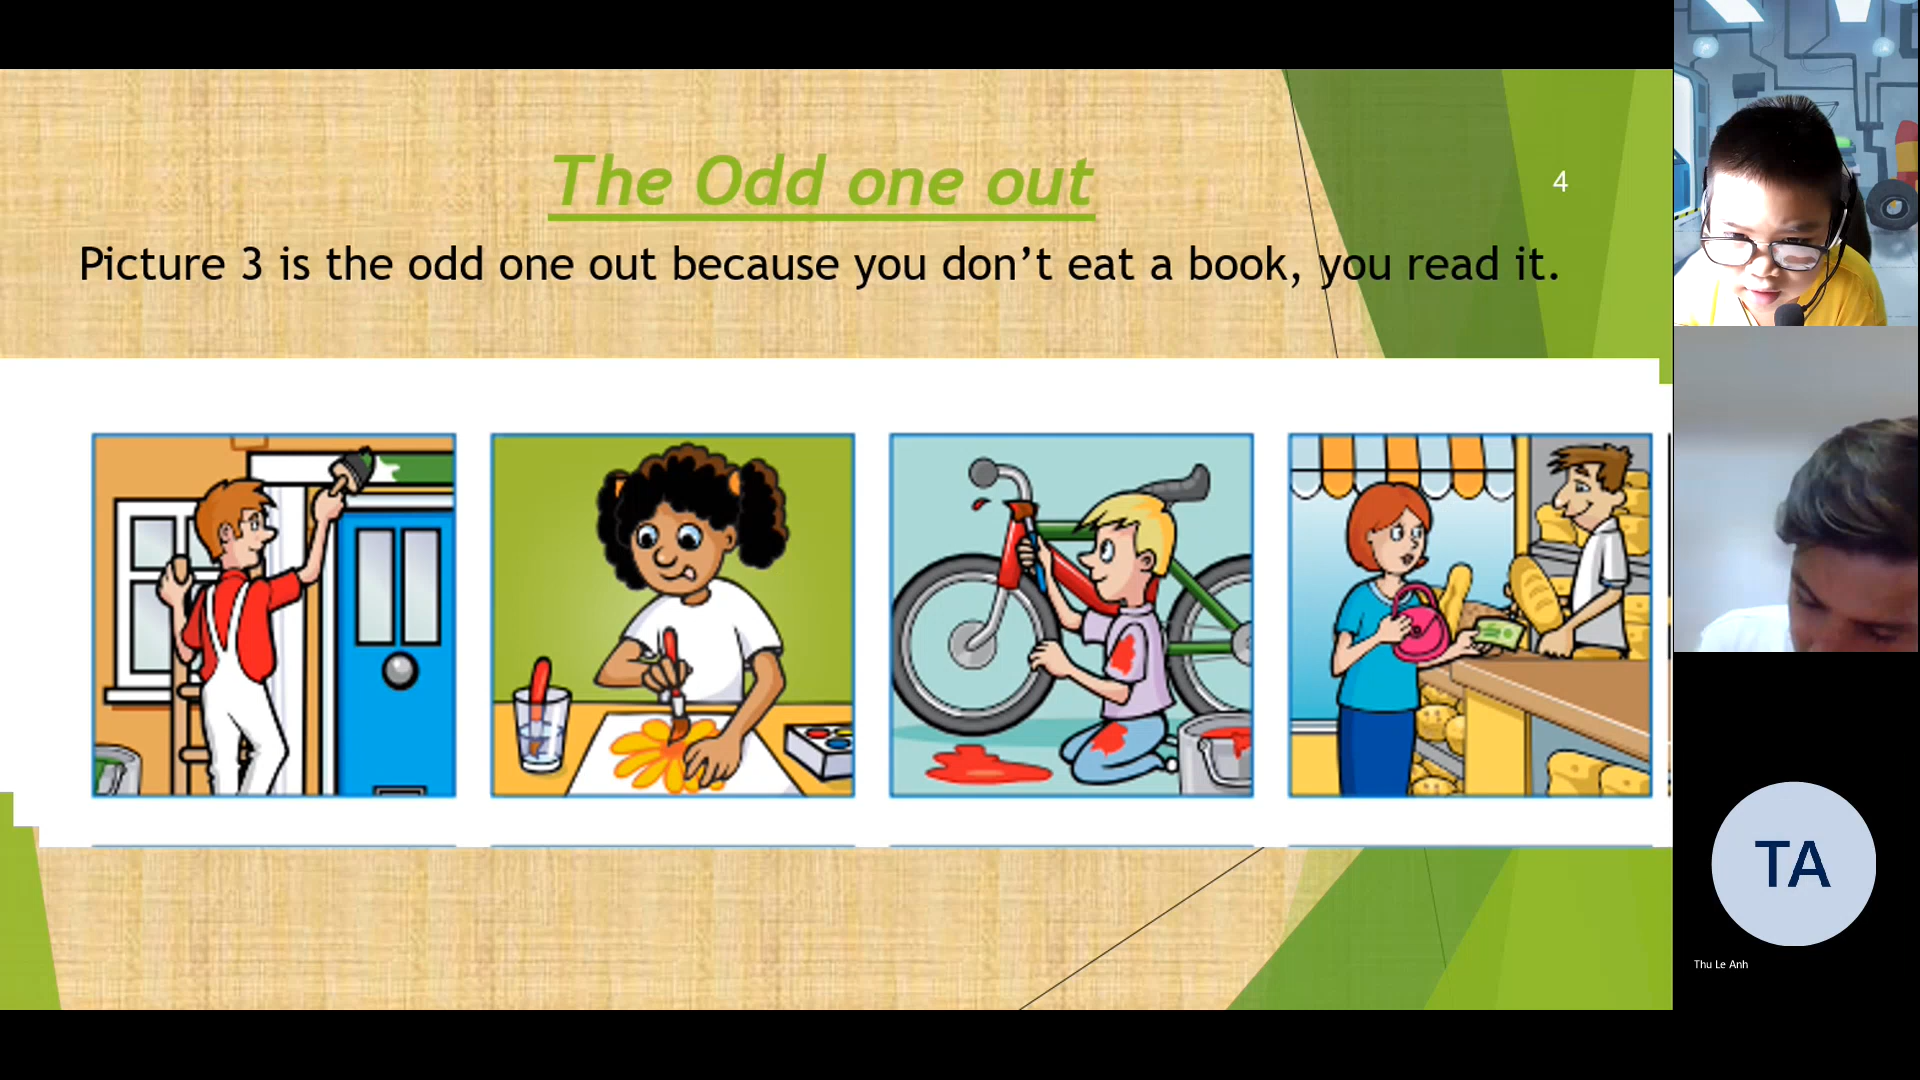 The Odd one out
4
Picture 3 is the odd one out because you don’t eat a book, you read it.
TA
Thu Le Anh